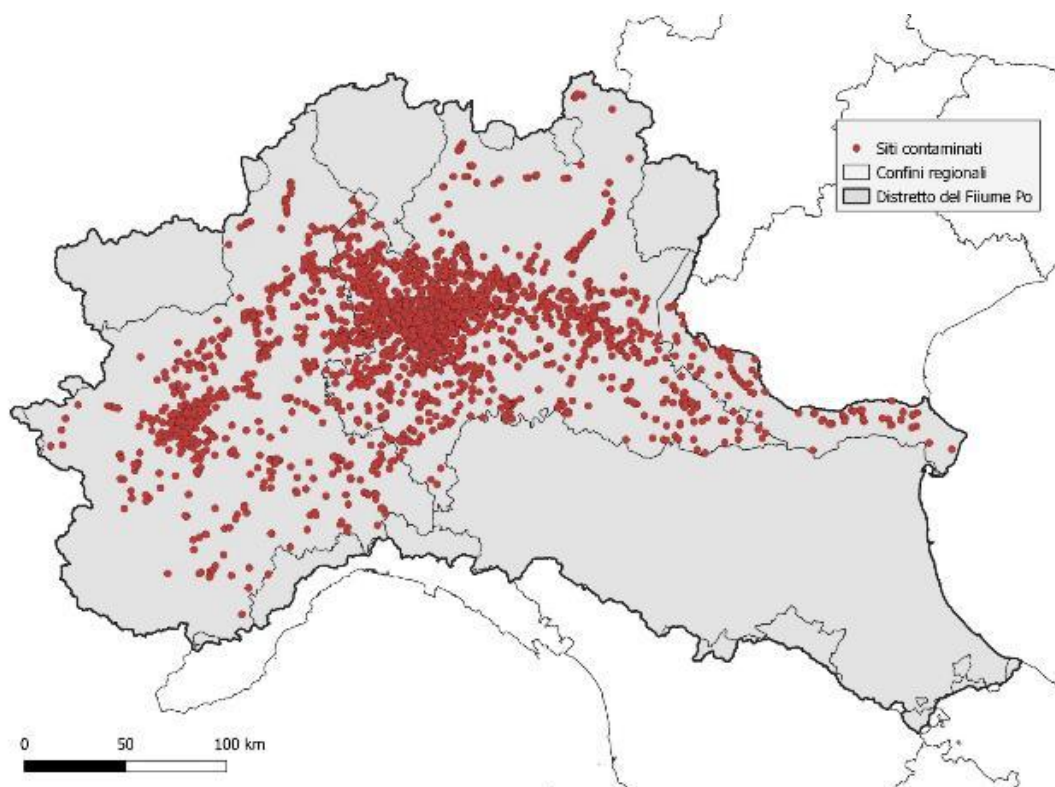 Siti contaminati
Confini regionali
Distretto del Fiiume Po
0 50 100 km